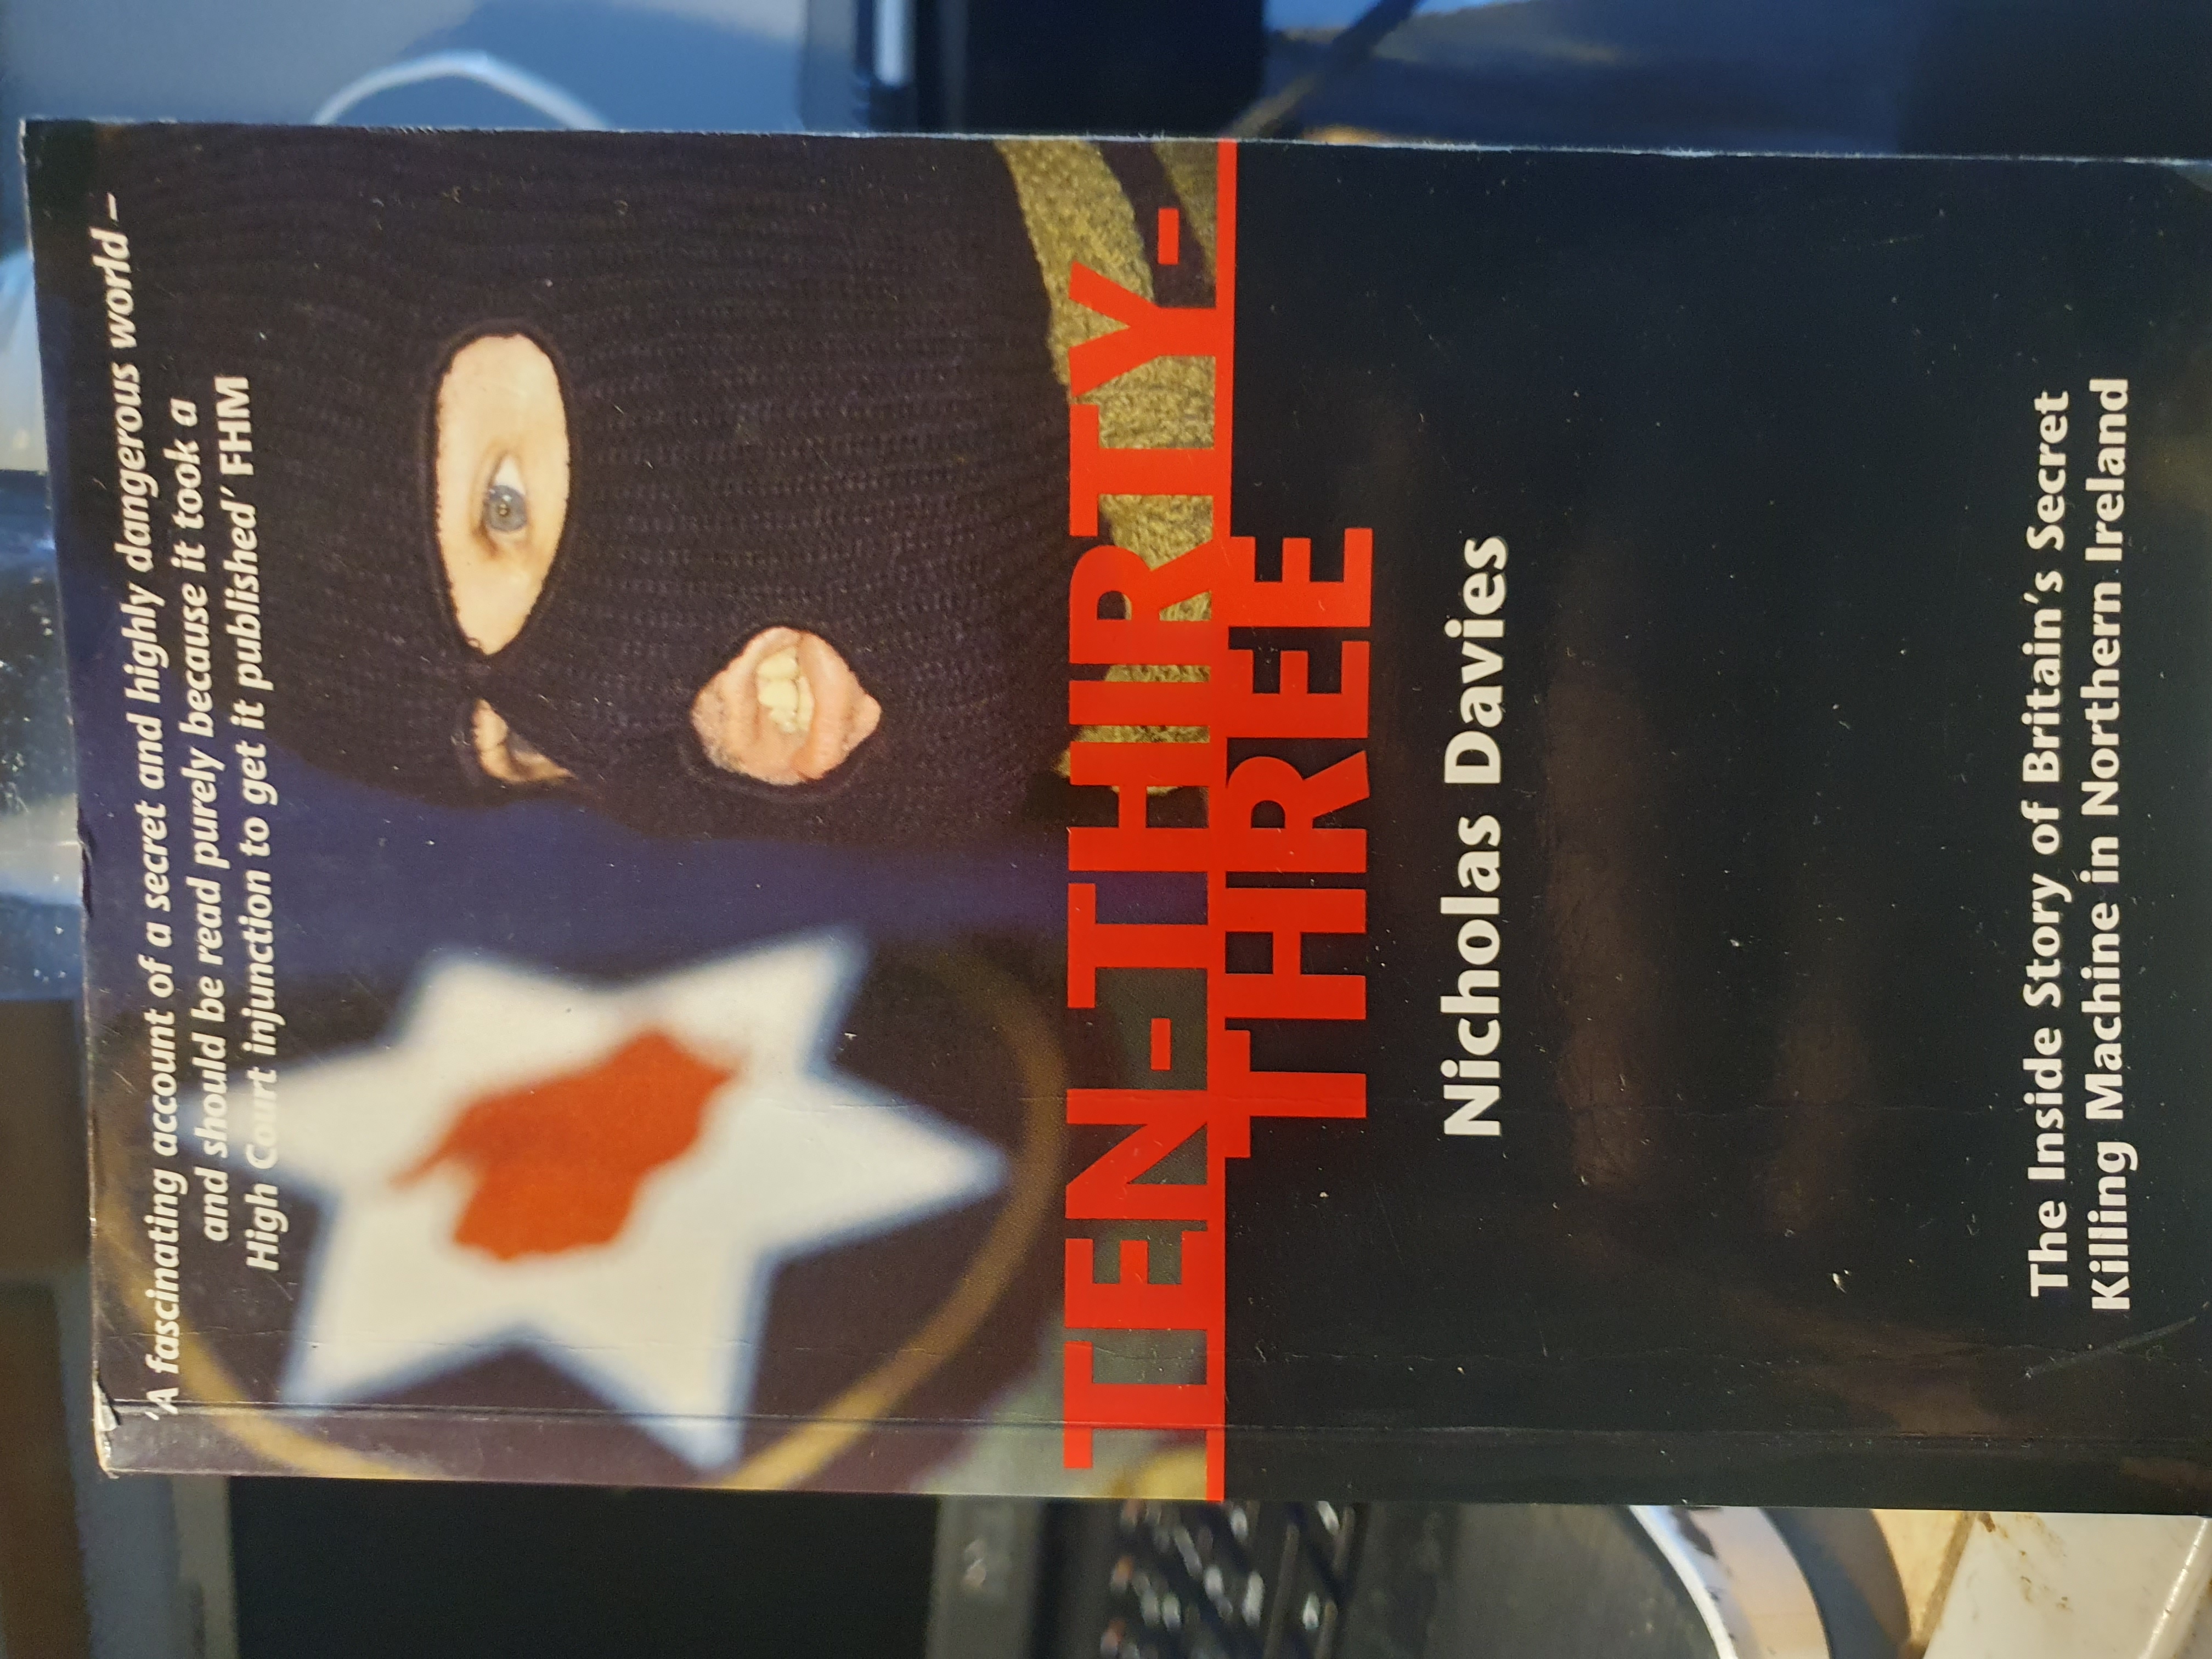 ‘A fascinating account of a secret and highly dangerous world –
and should be read purely because it took a
High Court injunction to get it published’ FHM
TEN-THIRTY-
THREE
Nicholas Davies
The Inside Story of Britain’s Secret
Killing Machine in Northern Ireland